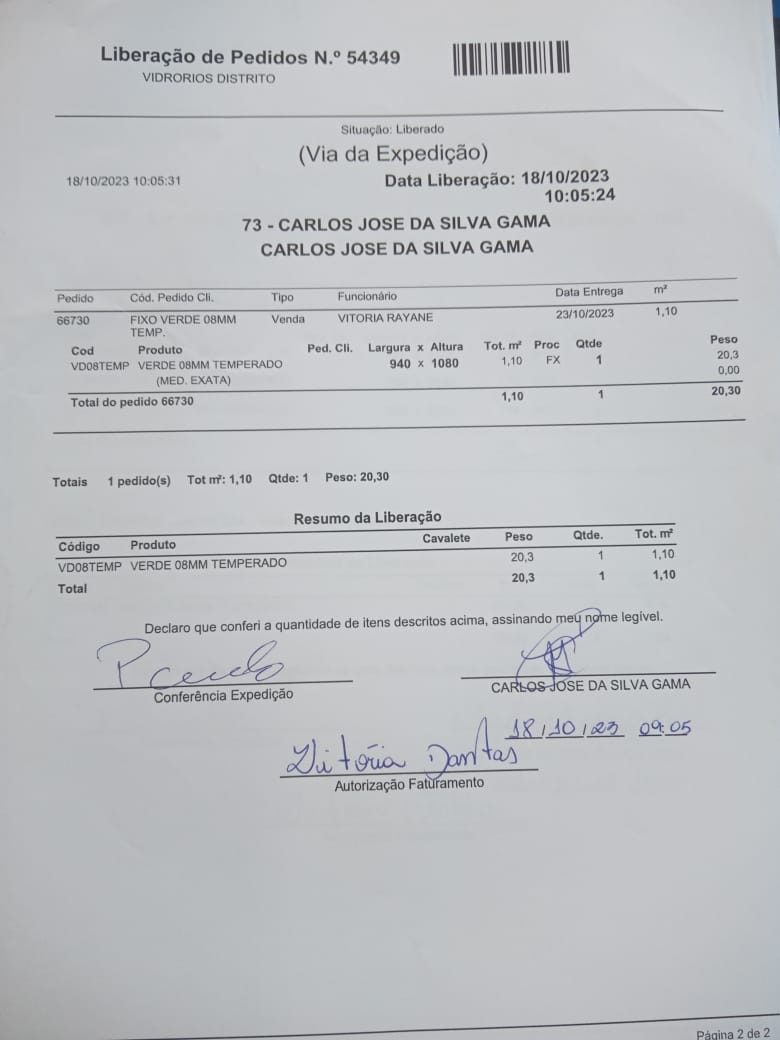 Liberação de Pedidos N.º 54349
VIDRORIOS DISTRITO
Situação: Liberado
(Via da Expedição)
18/10/2023 10:05:31 Data Liberação: 18/10/2023
10:05:24
73 - CARLOS JOSE DA SILVA GAMA
CARLOS JOSE DA SILVA GAMA
Pedido Cód. Pedido Cli. Tipo Funcionário Data Entrega m²
66730 FIXO VERDE 08MM Venda VITORIA RAYANE 23/10/2023 1,10
TEMP.
Cod Produto Ped. Cli. Largura x Altura Tot. m² Proc Qtde Peso
VD08TEMP VERDE 08MM TEMPERADO 940 x 1080 1,10 FX 1 20,3
(MED. EXATA) 0,00
Total do pedido 66730 1,10 1 20,30
Totais 1 pedido(s) Tot m²: 1,10 Qtde: 1 Peso: 20,30
Resumo da Liberação
Código Produto Cavalete Peso Qtde. Tot. m²
VD08TEMP VERDE 08MM TEMPERADO 20,3 1 1,10
Total 20,3 1 1,10
Declaro que conferi a quantidade de itens descritos acima, assinando meu nome legível.
Conferência Expedição CARLOS JOSE DA SILVA GAMA
18/10/23 09:05
Vitória Dantas
Autorização Faturamento
Página 2 de 2